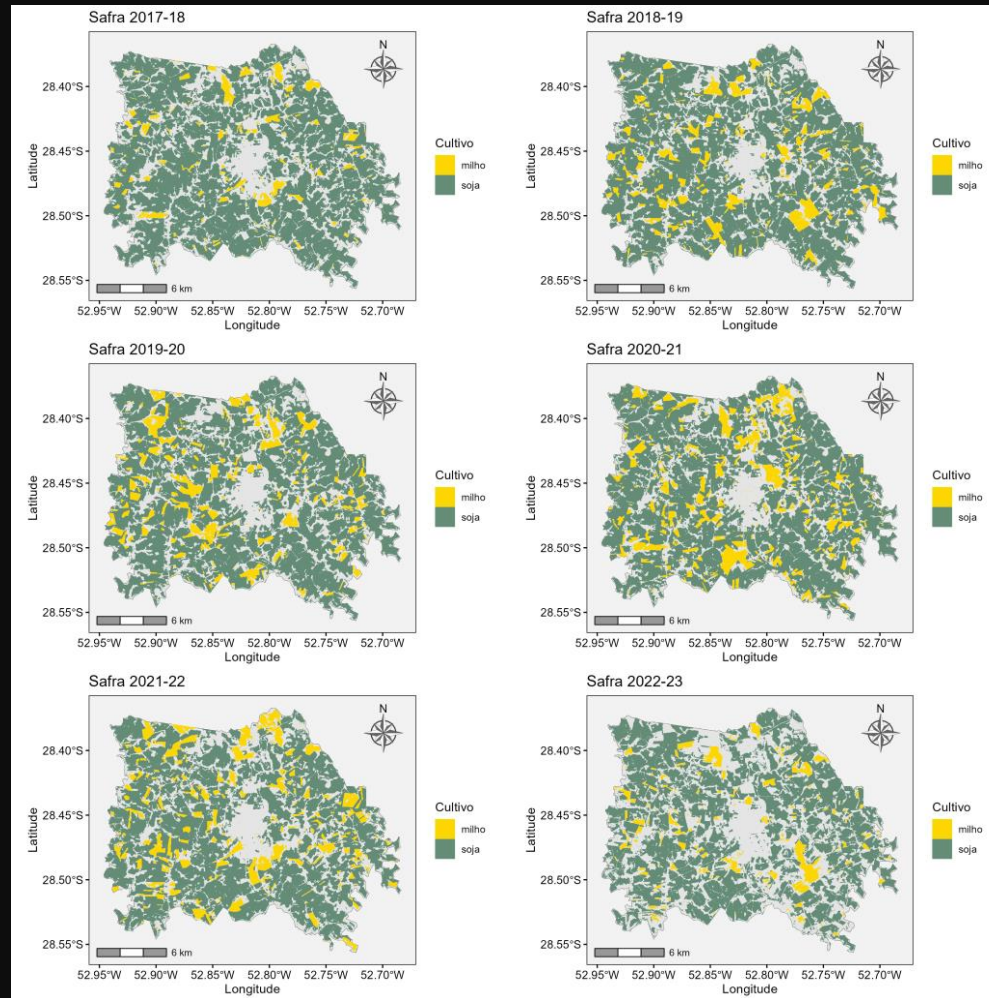 Safra 2017-18
N
28.40°S
28.45°S
28.50°S
28.55°S
Latitude
6 km
52.95°W 52.90°W 52.85°W 52.80°W 52.75°W 52.70°W
Longitude
Cultivo
milho
soja
Safra 2018-19
N
28.40°S
28.45°S
28.50°S
28.55°S
Latitude
6 km
52.95°W 52.90°W 52.85°W 52.80°W 52.75°W 52.70°W
Longitude
Cultivo
milho
soja
Safra 2019-20
N
28.40°S
28.45°S
28.50°S
28.55°S
Latitude
6 km
52.95°W 52.90°W 52.85°W 52.80°W 52.75°W 52.70°W
Longitude
Cultivo
milho
soja
Safra 2020-21
N
28.40°S
28.45°S
28.50°S
28.55°S
Latitude
6 km
52.95°W 52.90°W 52.85°W 52.80°W 52.75°W 52.70°W
Longitude
Cultivo
milho
soja
Safra 2021-22
N
28.40°S
28.45°S
28.50°S
28.55°S
Latitude
6 km
52.95°W 52.90°W 52.85°W 52.80°W 52.75°W 52.70°W
Longitude
Cultivo
milho
soja
Safra 2022-23
N
28.40°S
28.45°S
28.50°S
28.55°S
Latitude
6 km
52.95°W 52.90°W 52.85°W 52.80°W 52.75°W 52.70°W
Longitude
Cultivo
milho
soja